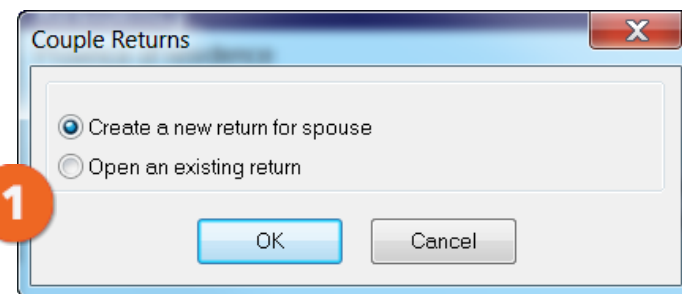 Couple Returns
X
Create a new return for spouse
Open an existing return
1
OK
Cancel